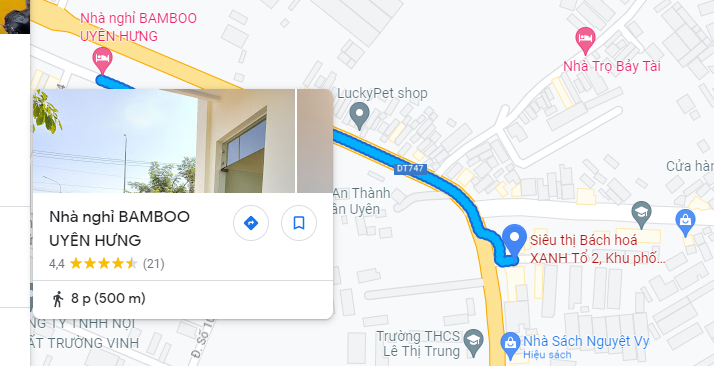 Nhà nghỉ BAMBOO
UYÊN HƯNG
Nhà Trọ Bảy Tài
LuckyPet shop
DT747
Cửa hàn
An Thành
ân Uyên
Nhà nghỉ BAMBOO
UYÊN HƯNG
4,4
(21)
8 p (500 m)
Siêu thị Bách hoá
XANH Tổ 2, Khu phố...
NG TY TNHH NỘI
ẤT TRƯỜNG VINH
Trường THCS
Lê Thị Trung
Nhà Sách Nguyệt Vy
Hiệu sách